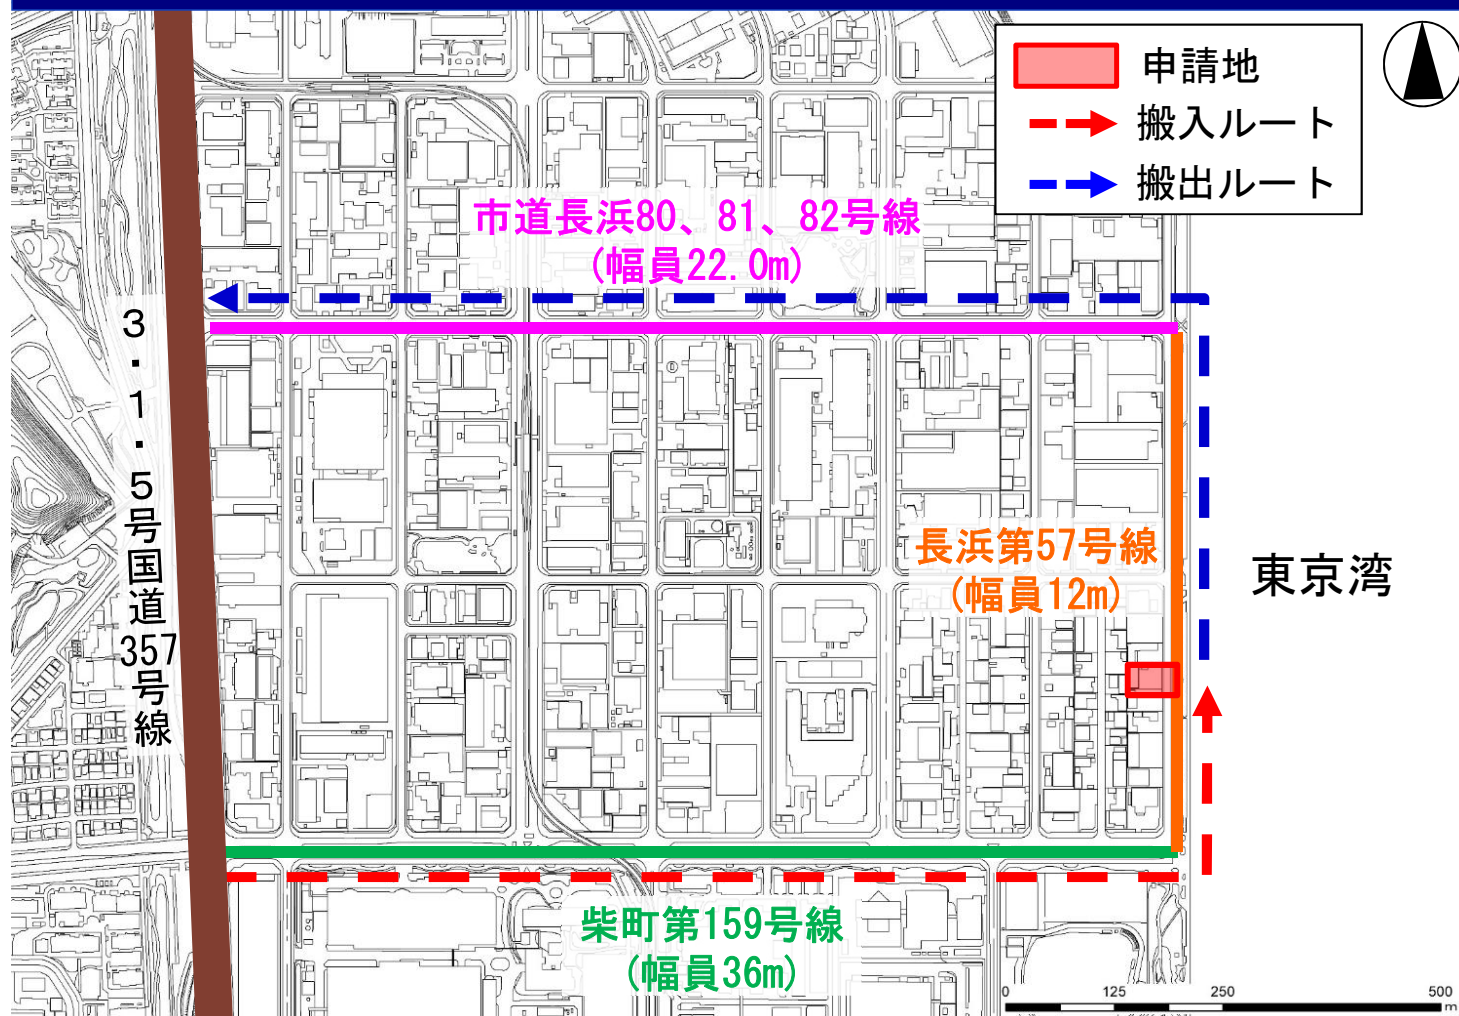 申請地
搬入ルート
搬出ルート
市道長浜80、81、82号線
(幅員22.0m)
3・1・5号国道357号線
長浜第57号線
(幅員12m)
東京湾
柴町第159号線
(幅員36m)
0 125 250 500
m